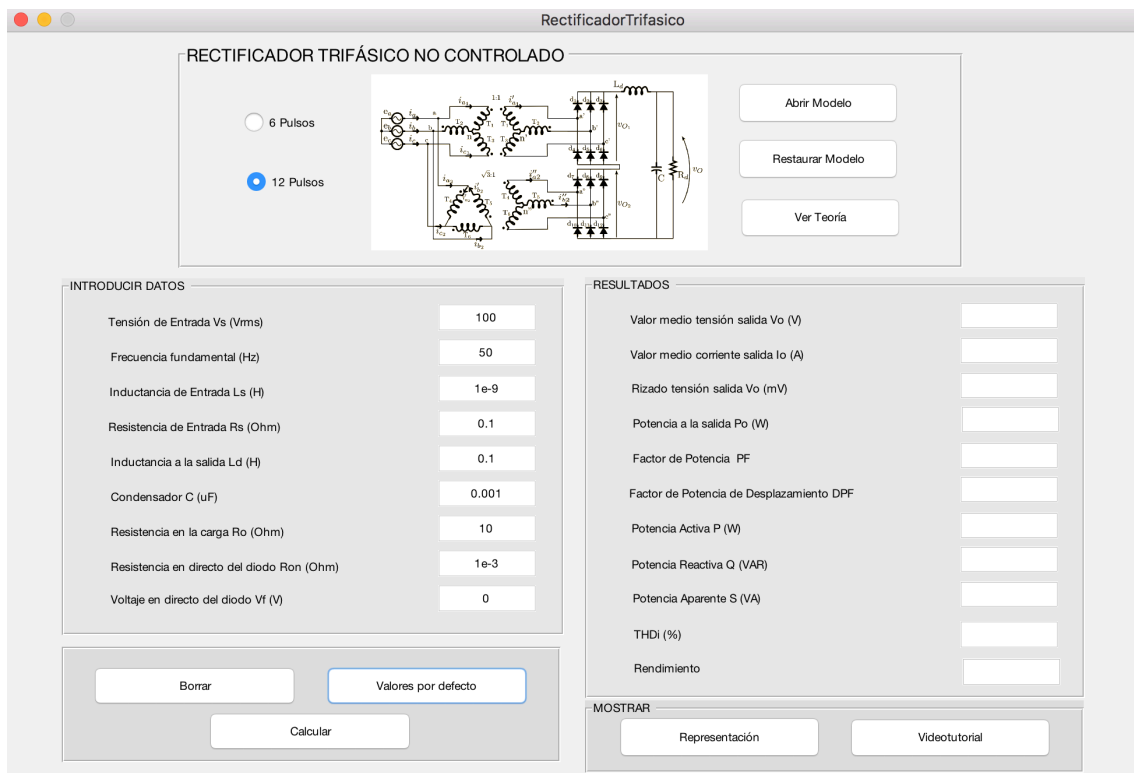 RectificadorTrifasico
RECTIFICADOR TRIFÁSICO NO CONTROLADO
6 Pulsos
12 Pulsos
1:1
√3:1
Abrir Modelo
Restaurar Modelo
Ver Teoría
INTRODUCIR DATOS
Tensión de Entrada Vs (Vrms) 100
Frecuencia fundamental (Hz) 50
Inductancia de Entrada Ls (H) 1e-9
Resistencia de Entrada Rs (Ohm) 0.1
Inductancia a la salida Ld (H) 0.1
Condensador C (uF) 0.001
Resistencia en la carga Ro (Ohm) 10
Resistencia en directo del diodo Ron (Ohm) 1e-3
Voltaje en directo del diodo Vf (V) 0
Borrar
Valores por defecto
Calcular
RESULTADOS
Valor medio tensión salida Vo (V)
Valor medio corriente salida Io (A)
Rizado tensión salida Vo (mV)
Potencia a la salida Po (W)
Factor de Potencia PF
Factor de Potencia de Desplazamiento DPF
Potencia Activa P (W)
Potencia Reactiva Q (VAR)
Potencia Aparente S (VA)
THDi (%)
Rendimiento
MOSTRAR
Representación
Videotutorial